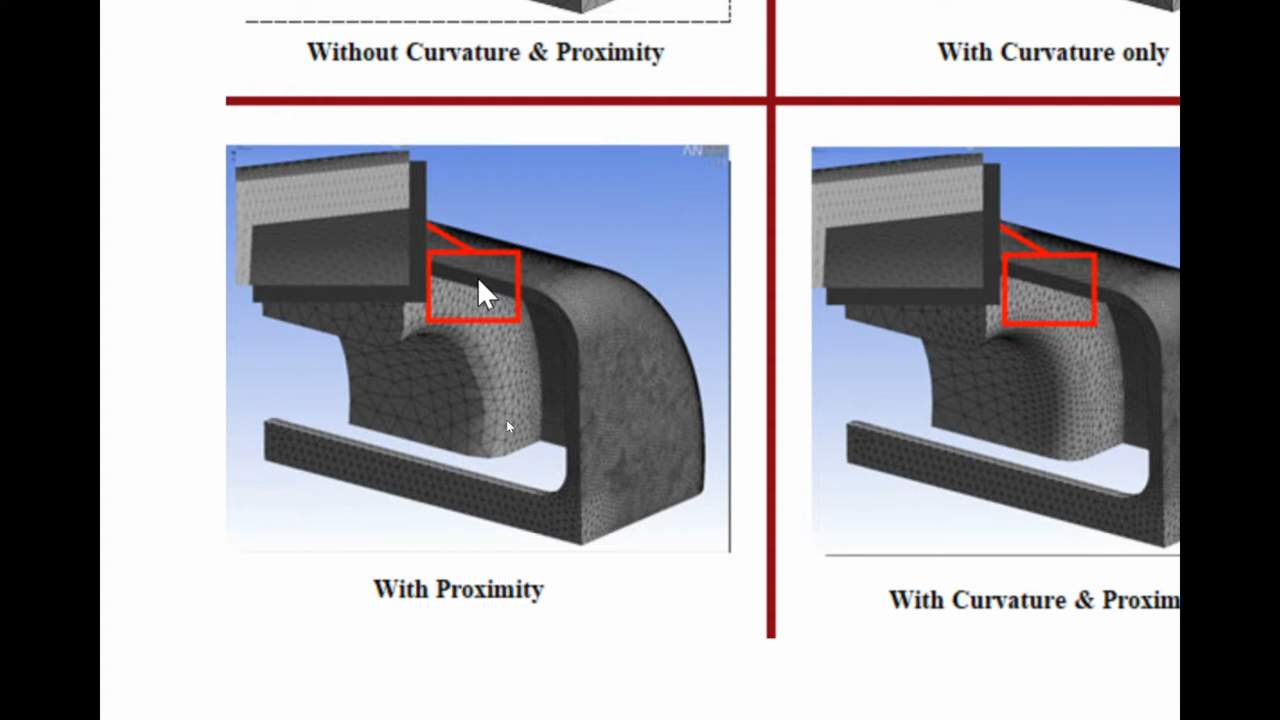 Without Curvature & Proximity
With Curvature only
With Proximity
With Curvature & Proxim